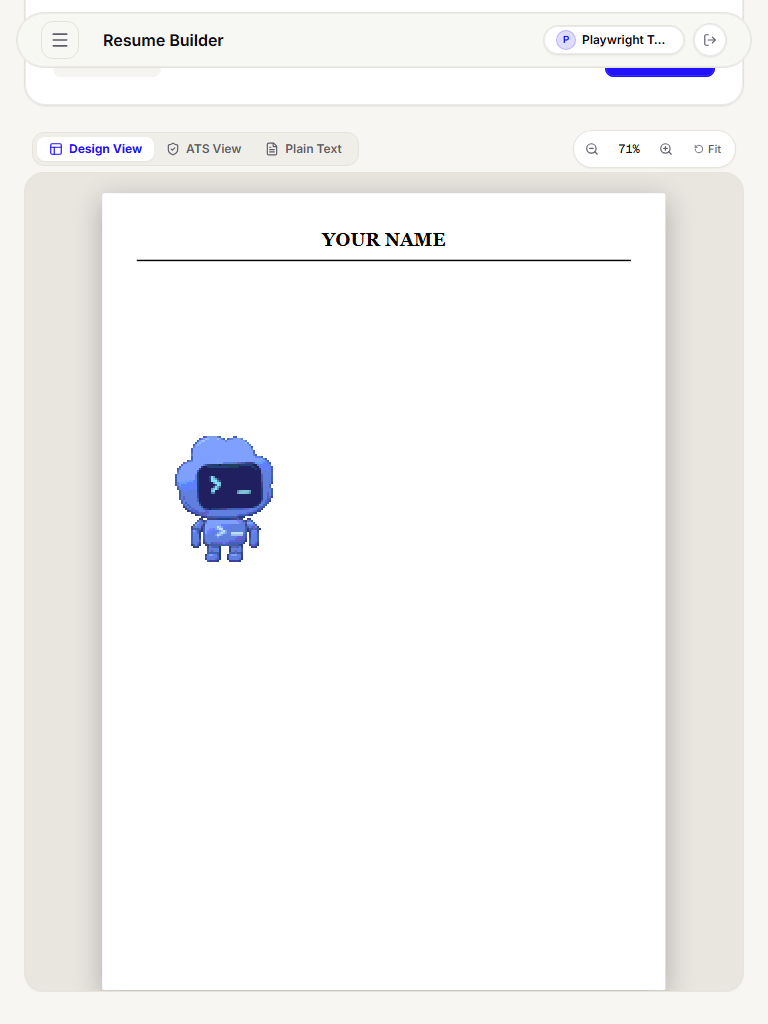 Resume Builder
P Playwright T...
Design View ATS View Plain Text
71% Fit
YOUR NAME
>_
>_